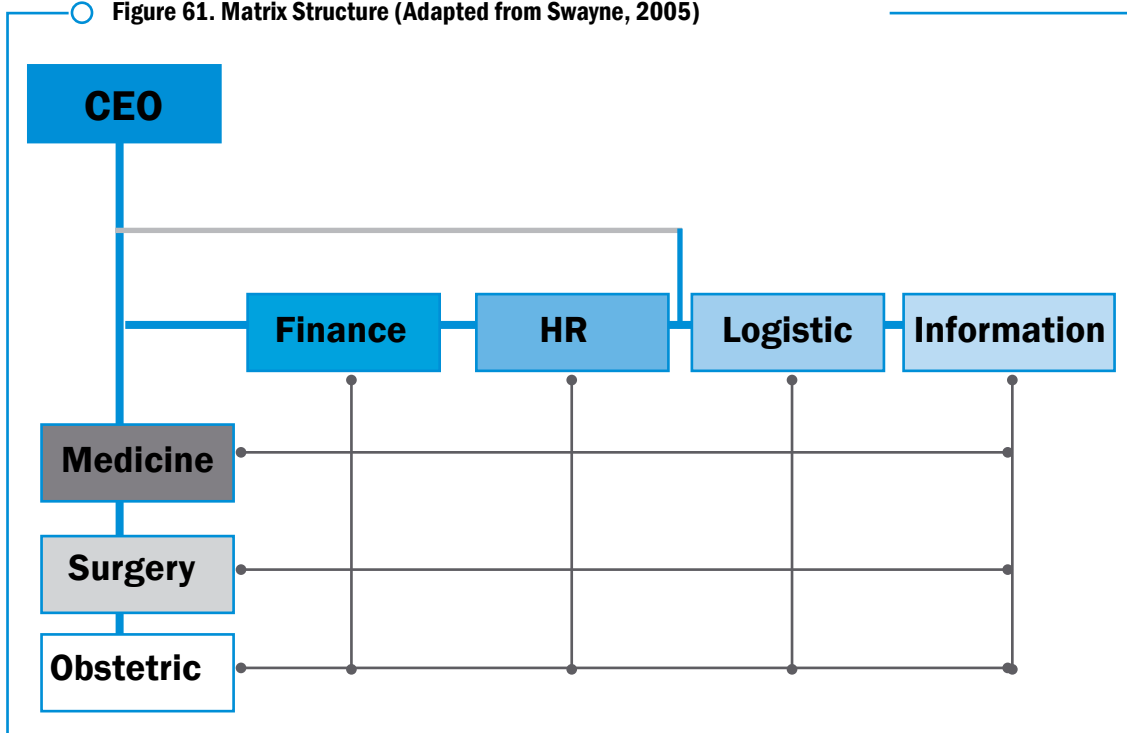 Figure 61. Matrix Structure (Adapted from Swayne, 2005)
CEO
Finance
HR
Logistic
Information
Medicine
Surgery
Obstetric